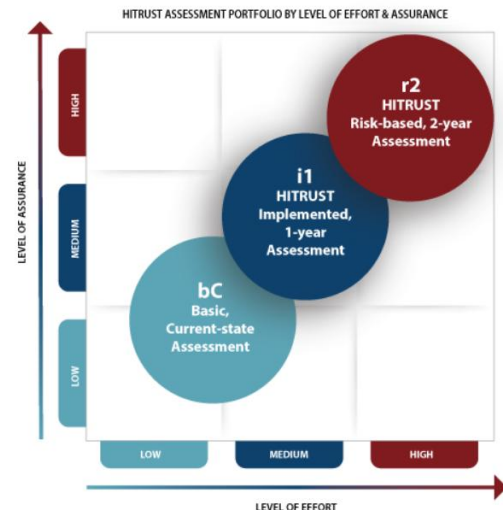 HITRUST ASSESSMENT PORTFOLIO BY LEVEL OF EFFORT & ASSURANCE
LEVEL OF ASSURANCE
HIGH
MEDIUM
LOW
r2
HITRUST
Risk-based, 2-year
Assessment
i1
HITRUST
Implemented,
1-year
Assessment
bC
Basic,
Current-state
Assessment
LOW
MEDIUM
HIGH
LEVEL OF EFFORT